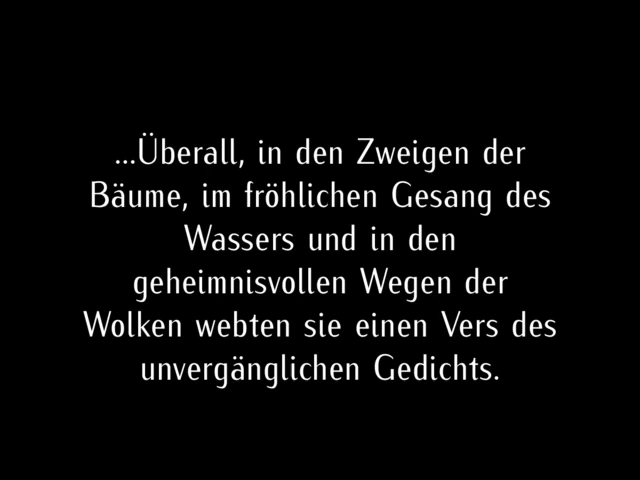 ...Überall, in den Zweigen der
Bäume, im fröhlichen Gesang des
Wassers und in den
geheimnisvollen Wegen der
Wolken webten sie einen Vers des
unvergänglichen Gedichts.